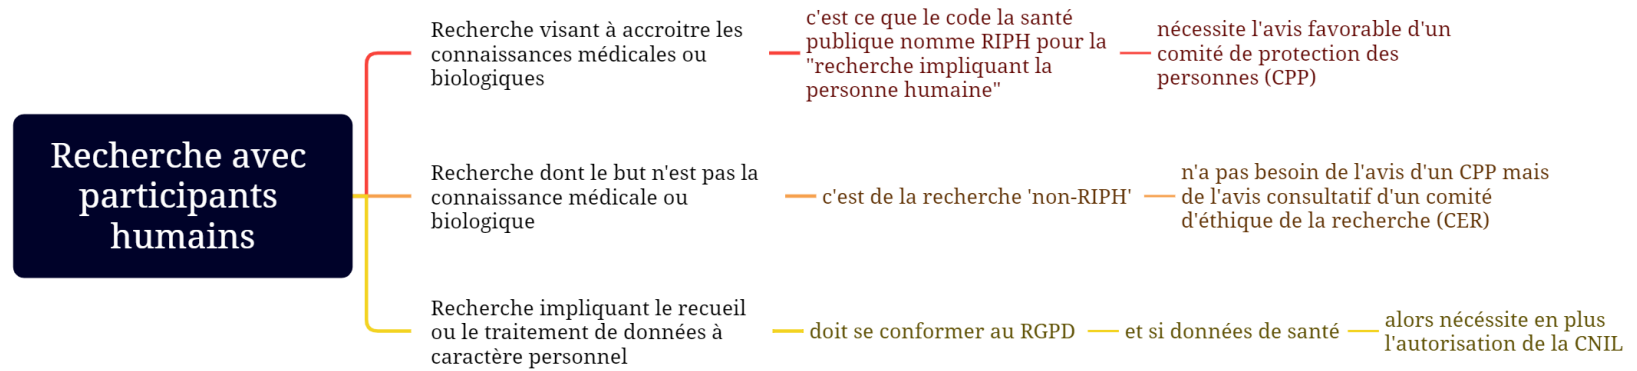 Recherche avec
participants
humains
Recherche visant à accroitre les
connaissances médicales ou
biologiques
c'est ce que le code la santé
publique nomme RIPH pour la
"recherche impliquant la
personne humaine"
nécessite l'avis favorable d'un
comité de protection des
personnes (CPP)
Recherche dont le but n'est pas la
connaissance médicale ou
biologique
c'est de la recherche 'non-RIPH'
n'a pas besoin de l'avis d'un CPP mais
de l'avis consultatif d'un comité
d'éthique de la recherche (CER)
Recherche impliquant le recueil
ou le traitement de données à
caractère personnel
doit se conformer au RGPD
et si données de santé
alors nécéssite en plus
l'autorisation de la CNIL